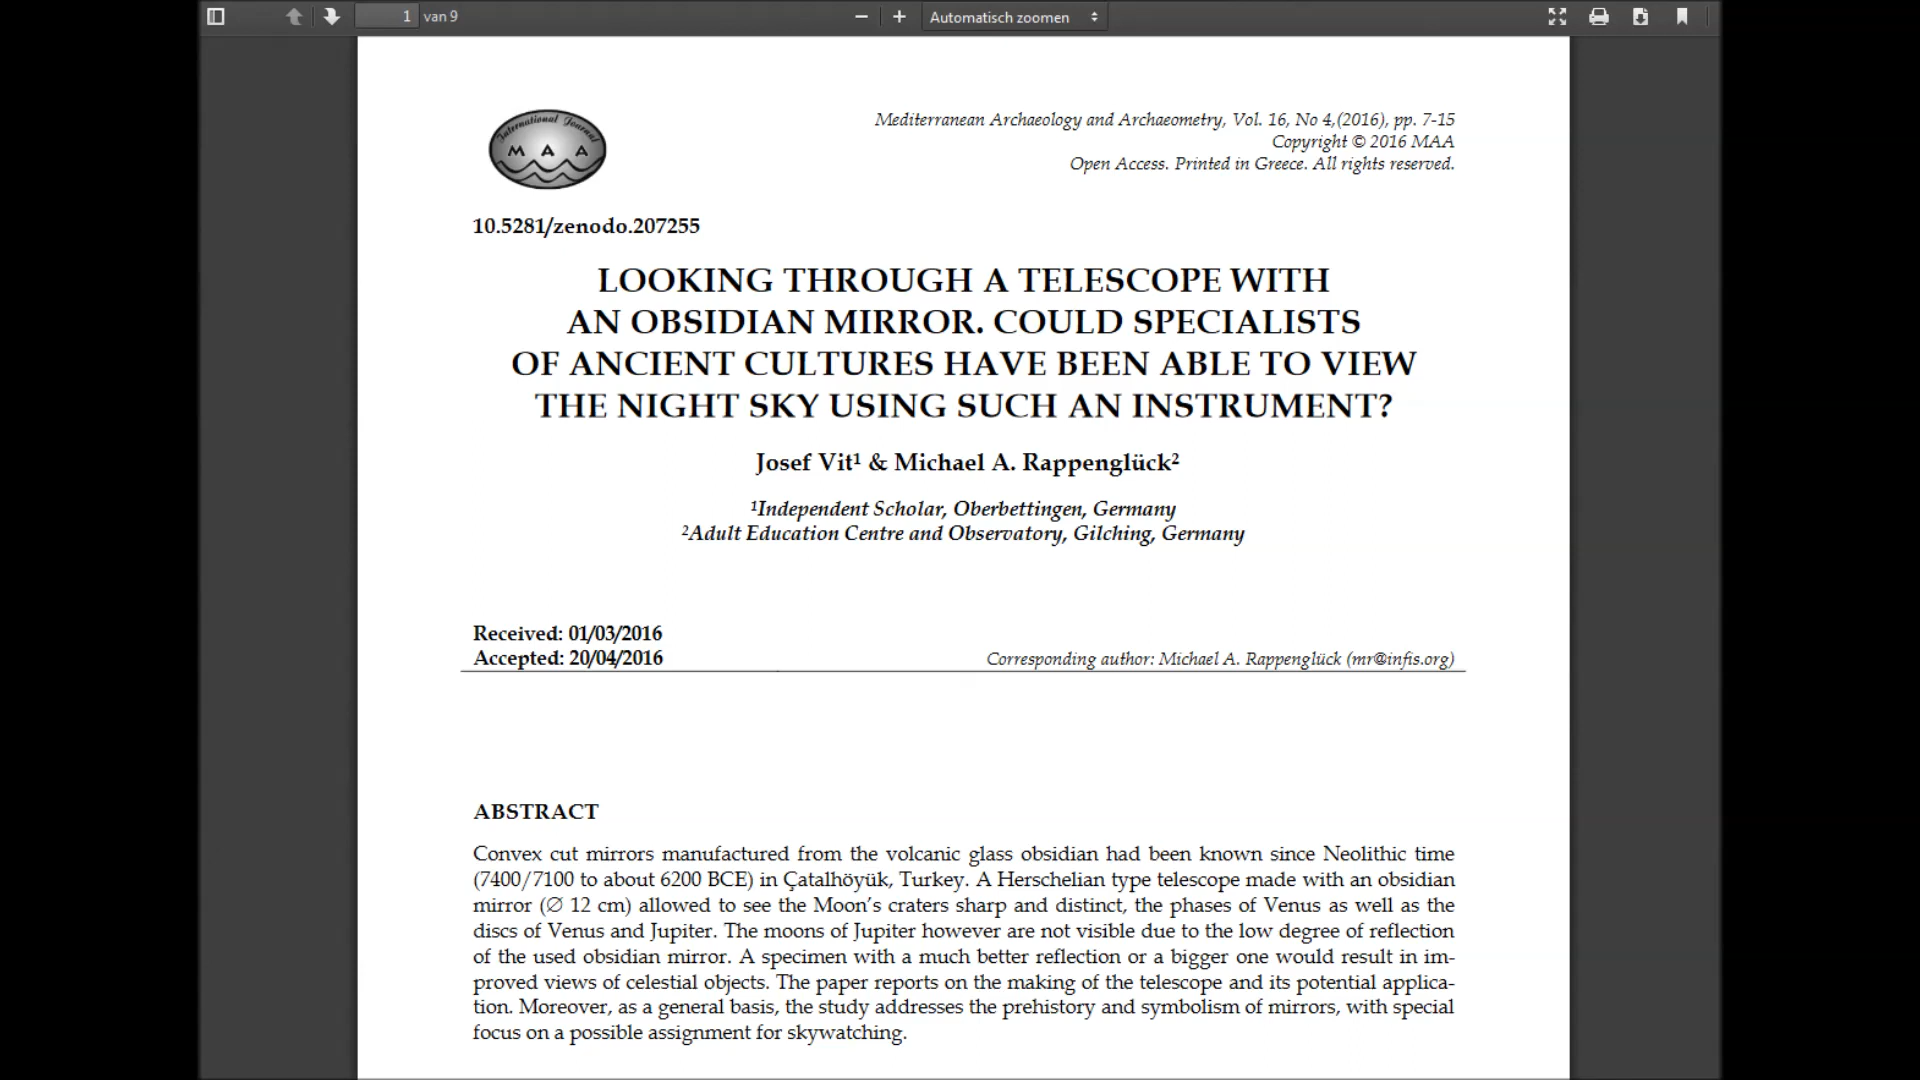 1 van 9
Automatisch zoomen
International Journal
MAA
Mediterranean Archaeology and Archaeometry, Vol. 16, No 4,(2016), pp. 7-15
Copyright © 2016 MAA
Open Access. Printed in Greece. All rights reserved.
10.5281/zenodo.207255
LOOKING THROUGH A TELESCOPE WITH
AN OBSIDIAN MIRROR. COULD SPECIALISTS
OF ANCIENT CULTURES HAVE BEEN ABLE TO VIEW
THE NIGHT SKY USING SUCH AN INSTRUMENT?
Josef Vit¹ & Michael A. Rappenglück²
¹Independent Scholar, Oberbettingen, Germany
²Adult Education Centre and Observatory, Gilching, Germany
Received: 01/03/2016
Accepted: 20/04/2016
Corresponding author: Michael A. Rappenglück (mr@infis.org)
ABSTRACT
Convex cut mirrors manufactured from the volcanic glass obsidian had been known since Neolithic time
(7400/7100 to about 6200 BCE) in Çatalhöyük, Turkey. A Herschelian type telescope made with an obsidian
mirror (∅ 12 cm) allowed to see the Moon's craters sharp and distinct, the phases of Venus as well as the
discs of Venus and Jupiter. The moons of Jupiter however are not visible due to the low degree of reflection
of the used obsidian mirror. A specimen with a much better reflection or a bigger one would result in im-
proved views of celestial objects. The paper reports on the making of the telescope and its potential applica-
tion. Moreover, as a general basis, the study addresses the prehistory and symbolism of mirrors, with special
focus on a possible assignment for skywatching.